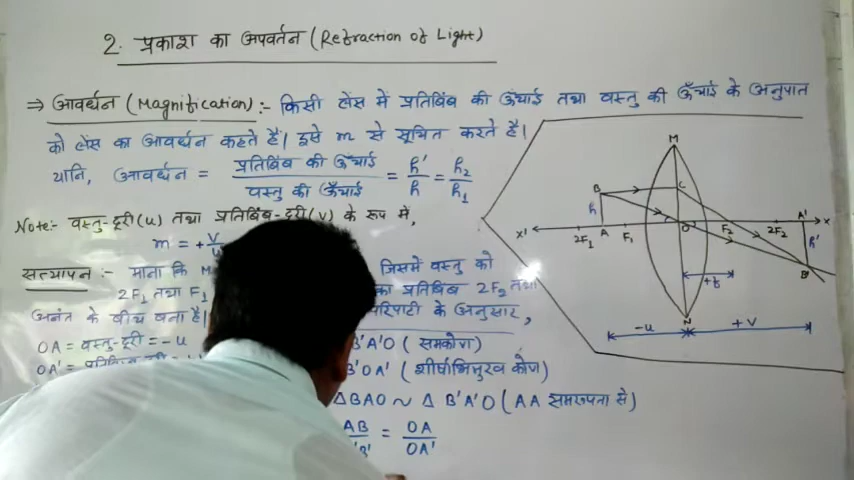 2. प्रकाश का अपवर्तन (Refraction of Light)
⇒ आवर्धन (Magnification) :- किसी लेंस में प्रतिबिंब की ऊंचाई तथा वस्तु की ऊँचाई के अनुपात
को लेंस का आवर्धन कहते हैं। इसे m से सूचित करते है।
यानि, आवर्धन = प्रतिबिंब की ऊँचाई / वस्तु की ऊँचाई = h' / h = h₂ / h₁
Note:- वस्तु-दूरी (u) तथा प्रतिबिंब-दूरी (v) के रूप में,
m = + v / u
सत्यापन :- माना कि जिसमें वस्तु को
2F₁ तथा F₁ का प्रतिबिंब 2F₂ तथा
अनंत के बीच बना है। परिपाटी के अनुसार,
OA = वस्तु-दूरी = -u
OA' =
B'A'O (समकोण)
B'OA' (शीर्षाभिमुख कोण)
ΔBAO ~ Δ B'A'O (AA समरूपता से)
AB = OA / OA'
M
B C A' X
h
X' 2F₁ A F₁ O F₂ 2F₂ h'
B'
+f
N
-u +v